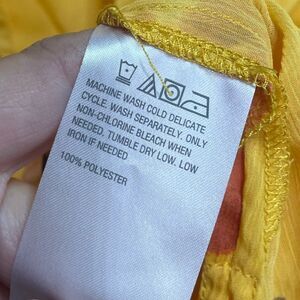 MACHINE WASH COLD DELICATE
CYCLE. WASH SEPARATELY. ONLY
NON-CHLORINE BLEACH WHEN
NEEDED. TUMBLE DRY LOW. LOW
IRON IF NEEDED
100% POLYESTER